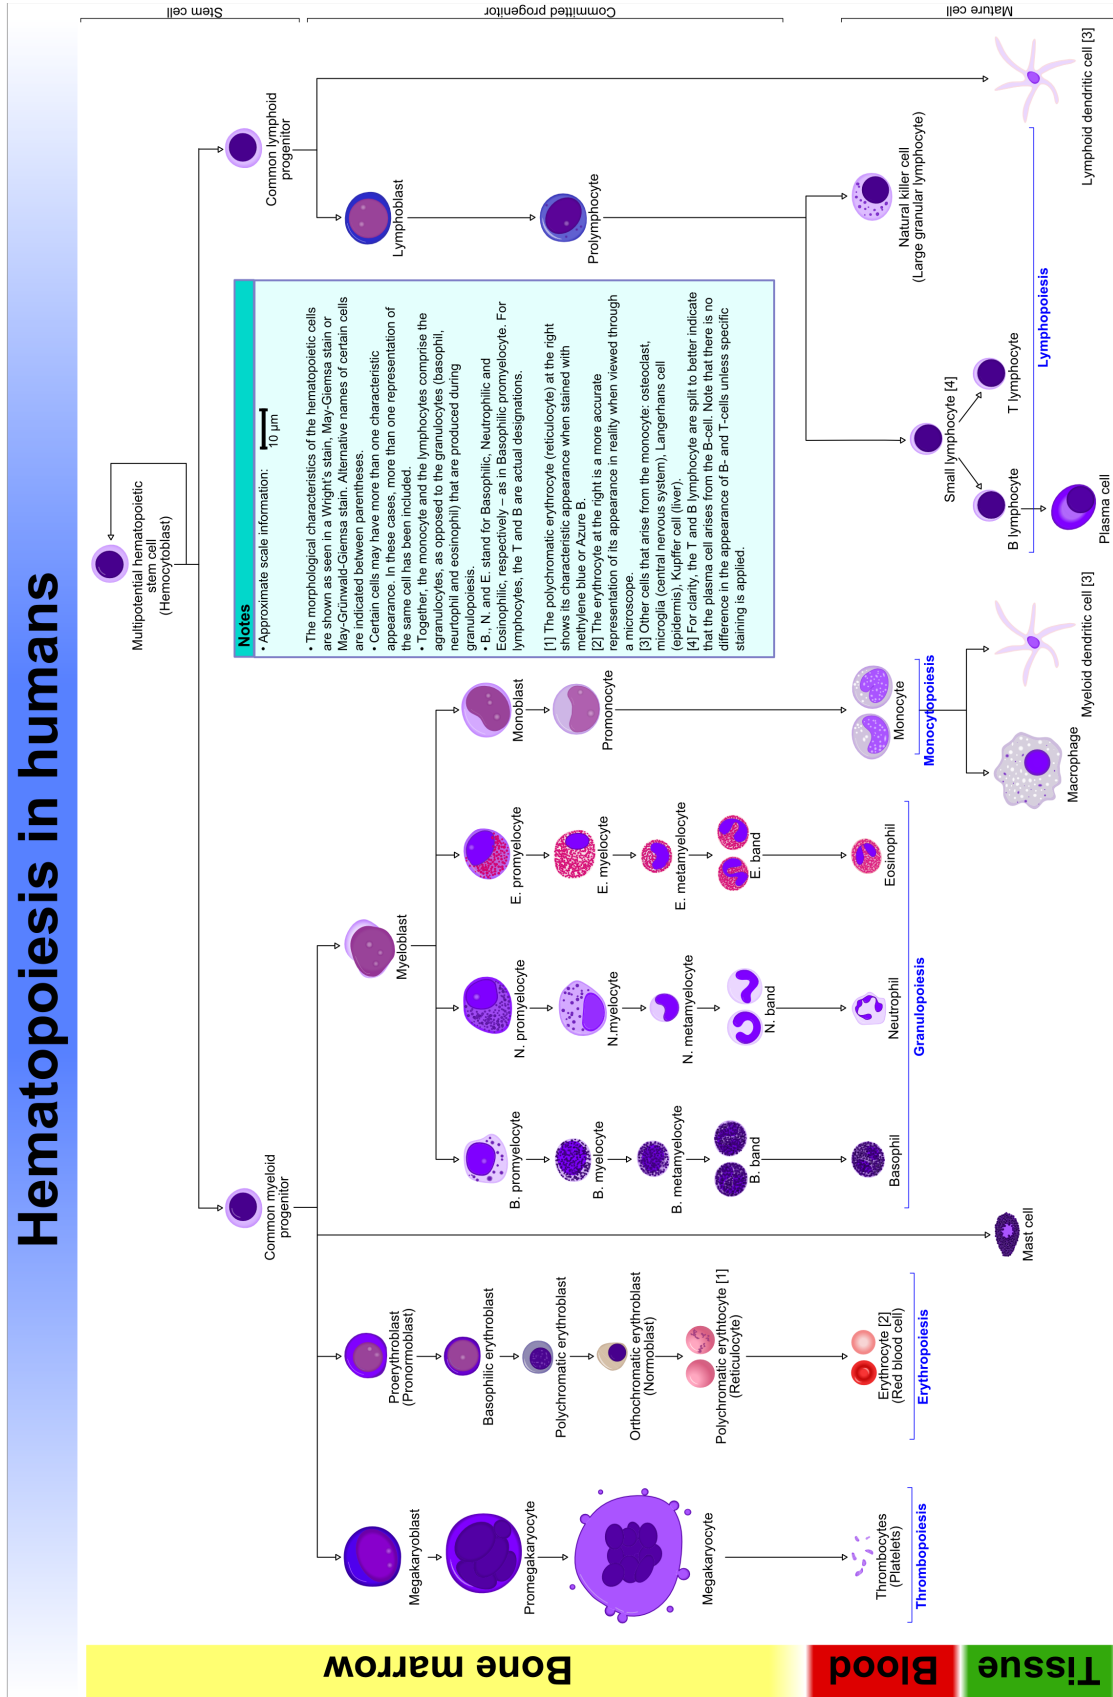 Hematopoiesis in humans
Bone marrow
Blood
Tissue
Stem cell
Committed progenitor
Mature cell
Multipotential hematopoietic
stem cell
(Hemocytoblast)
Common myeloid
progenitor
Common lymphoid
progenitor
Megakaryoblast
Promegakaryocyte
Megakaryocyte
Thrombocytes
(Platelets)
Thrombopoiesis
Proerythroblast
(Pronormoblast)
Basophilic erythroblast
Polychromatic erythroblast
Orthochromatic erythroblast
(Normoblast)
Polychromatic erythtocyte [1]
(Reticulocyte)
Erythrocyte [2]
(Red blood cell)
Erythropoiesis
Mast cell
Myeloblast
B. promyelocyte
B. myelocyte
B. metamyelocyte
B. band
Basophil
N. promyelocyte
N.myelocyte
N. metamyelocyte
N. band
Neutrophil
E. promyelocyte
E. myelocyte
E. metamyelocyte
E. band
Eosinophil
Granulopoiesis
Monoblast
Promonocyte
Monocyte
Monocytopoiesis
Macrophage
Myeloid dendritic cell [3]
Notes
• Approximate scale information:
10 µm
• The morphological characteristics of the hematopoietic cells
are shown as seen in a Wright's stain, May-Giemsa stain or
May-Grünwald-Giemsa stain. Alternative names of certain cells
are indicated between parentheses.
• Certain cells may have more than one characteristic
appearance. In these cases, more than one representation of
the same cell has been included.
• Together, the monocyte and the lymphocytes comprise the
agranulocytes, as opposed to the granulocytes (basophil,
neurtophil and eosinophil) that are produced during
granulopoiesis.
• B., N. and E. stand for Basophilic, Neutrophilic and
Eosinophilic, respectively – as in Basophilic promyelocyte. For
lymphocytes, the T and B are actual designations.
[1] The polychromatic erythrocyte (reticulocyte) at the right
shows its characteristic appearance when stained with
methylene blue or Azure B.
[2] The erythrocyte at the right is a more accurate
representation of its appearance in reality when viewed through
a microscope.
[3] Other cells that arise from the monocyte: osteoclast,
microglia (central nervous system), Langerhans cell
(epidermis), Kupffer cell (liver).
[4] For clarity, the T and B lymphocyte are split to better indicate
that the plasma cell arises from the B-cell. Note that there is no
difference in the appearance of B- and T-cells unless specific
staining is applied.
Lymphoblast
Prolymphocyte
Small lymphocyte [4]
B lymphocyte
T lymphocyte
Plasma cell
Natural killer cell
(Large granular lymphocyte)
Lymphopoiesis
Lymphoid dendritic cell [3]